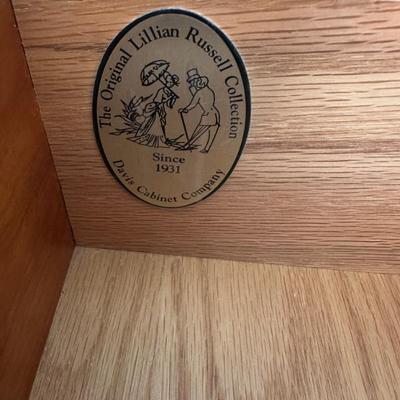 The Original Lillian Russell Collection
Since
1931
Davis Cabinet Company